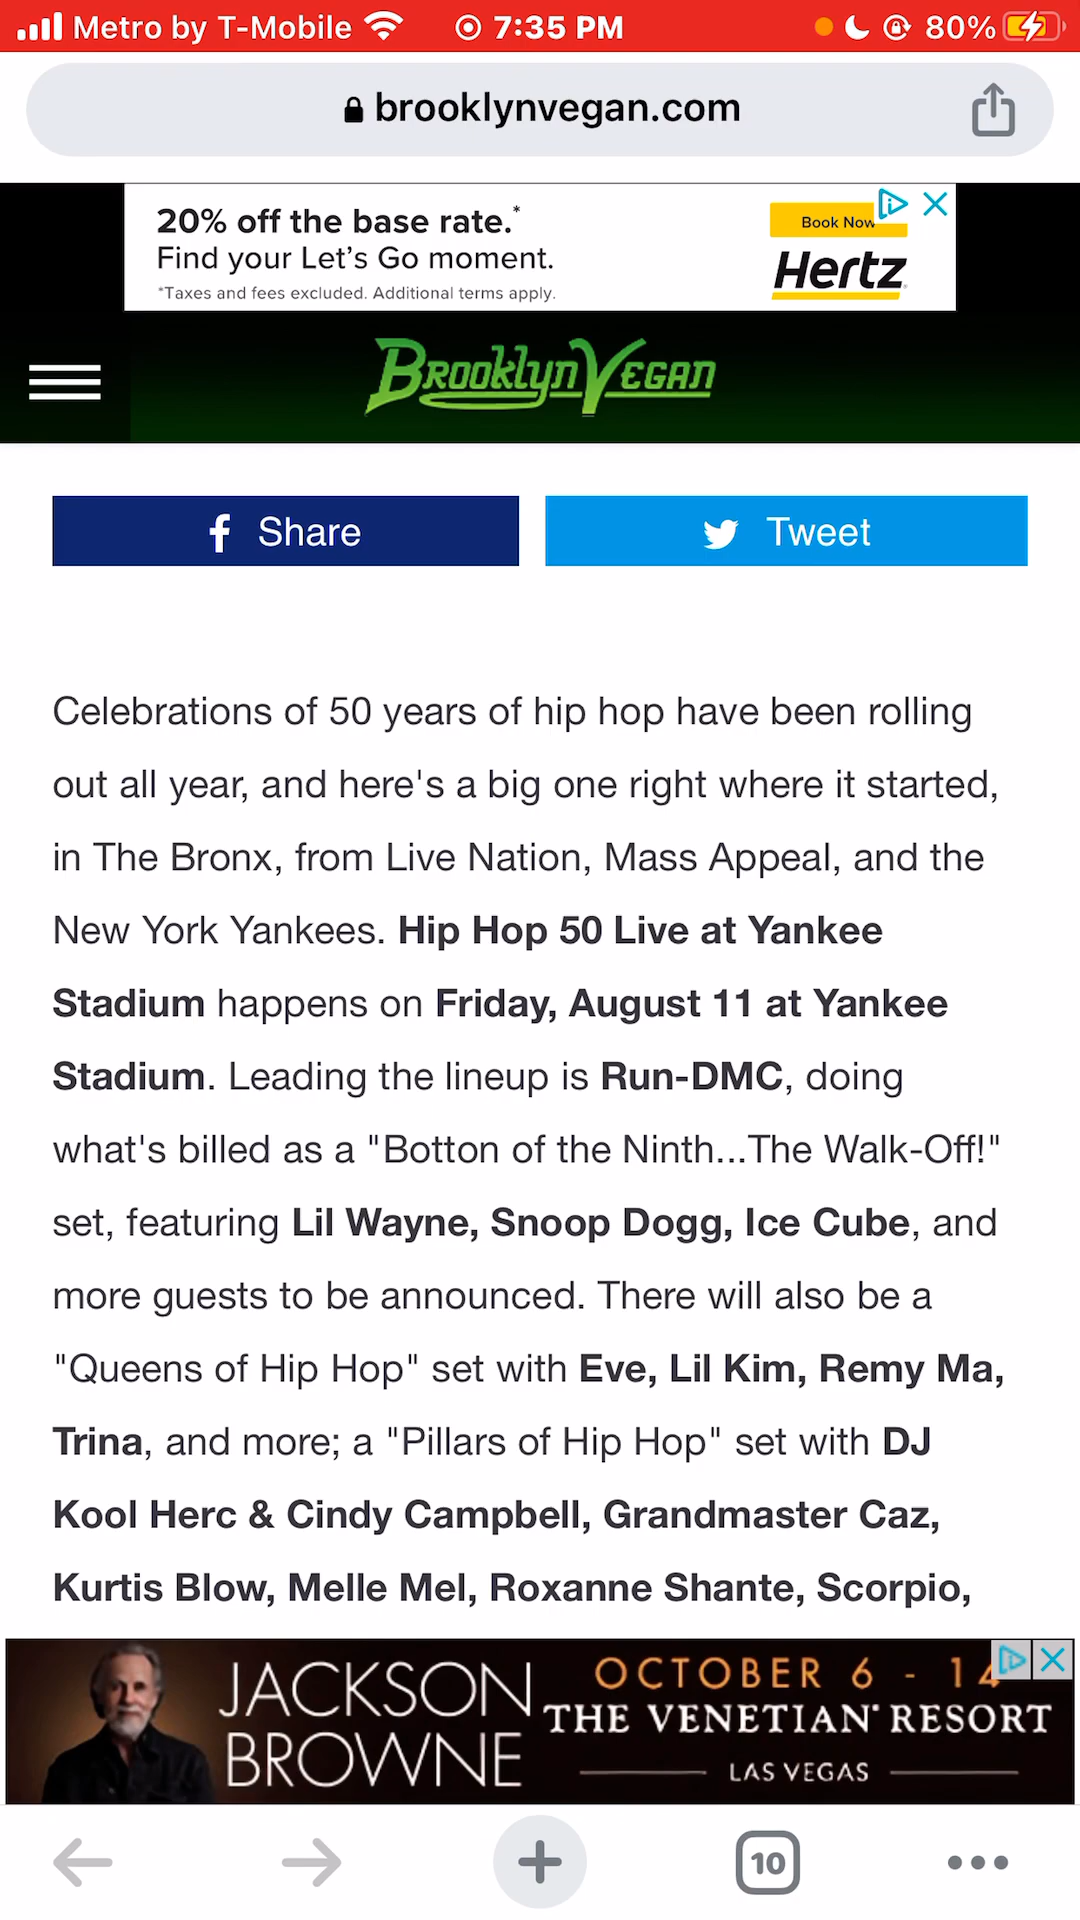 Metro by T-Mobile 7:35 PM 80%
brooklynvegan.com
20% off the base rate.*
Find your Let's Go moment.
*Taxes and fees excluded. Additional terms apply.
Book Now
Hertz
BrooklynVegan
Share
Tweet
Celebrations of 50 years of hip hop have been rolling
out all year, and here's a big one right where it started,
in The Bronx, from Live Nation, Mass Appeal, and the
New York Yankees. Hip Hop 50 Live at Yankee
Stadium happens on Friday, August 11 at Yankee
Stadium. Leading the lineup is Run-DMC, doing
what's billed as a "Botton of the Ninth...The Walk-Off!"
set, featuring Lil Wayne, Snoop Dogg, Ice Cube, and
more guests to be announced. There will also be a
"Queens of Hip Hop" set with Eve, Lil Kim, Remy Ma,
Trina, and more; a "Pillars of Hip Hop" set with DJ
Kool Herc & Cindy Campbell, Grandmaster Caz,
Kurtis Blow, Melle Mel, Roxanne Shante, Scorpio,
JACKSON
BROWNE
OCTOBER 6 - 14
THE VENETIAN® RESORT
LAS VEGAS
10